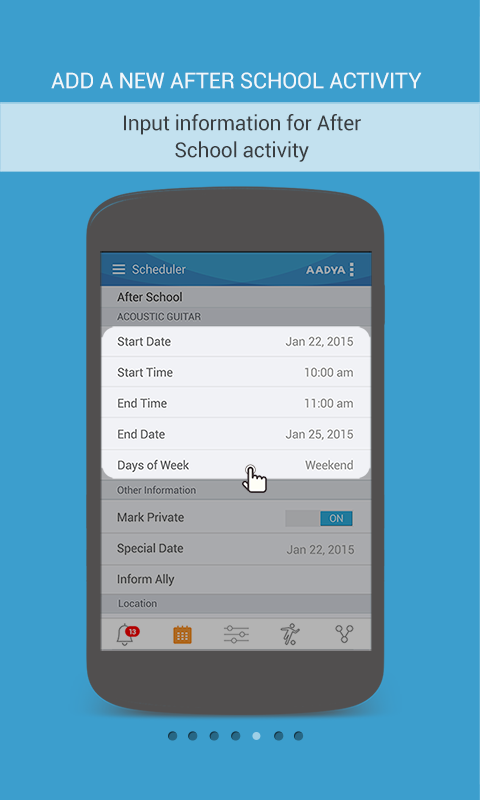 ADD A NEW AFTER SCHOOL ACTIVITY
Input information for After
School activity
Scheduler AADYA
After School
ACOUSTIC GUITAR
Start Date Jan 22, 2015
Start Time 10:00 am
End Time 11:00 am
End Date Jan 25, 2015
Days of Week Weekend
Other Information
Mark Private ON
Special Date Jan 22, 2015
Inform Ally
Location
13